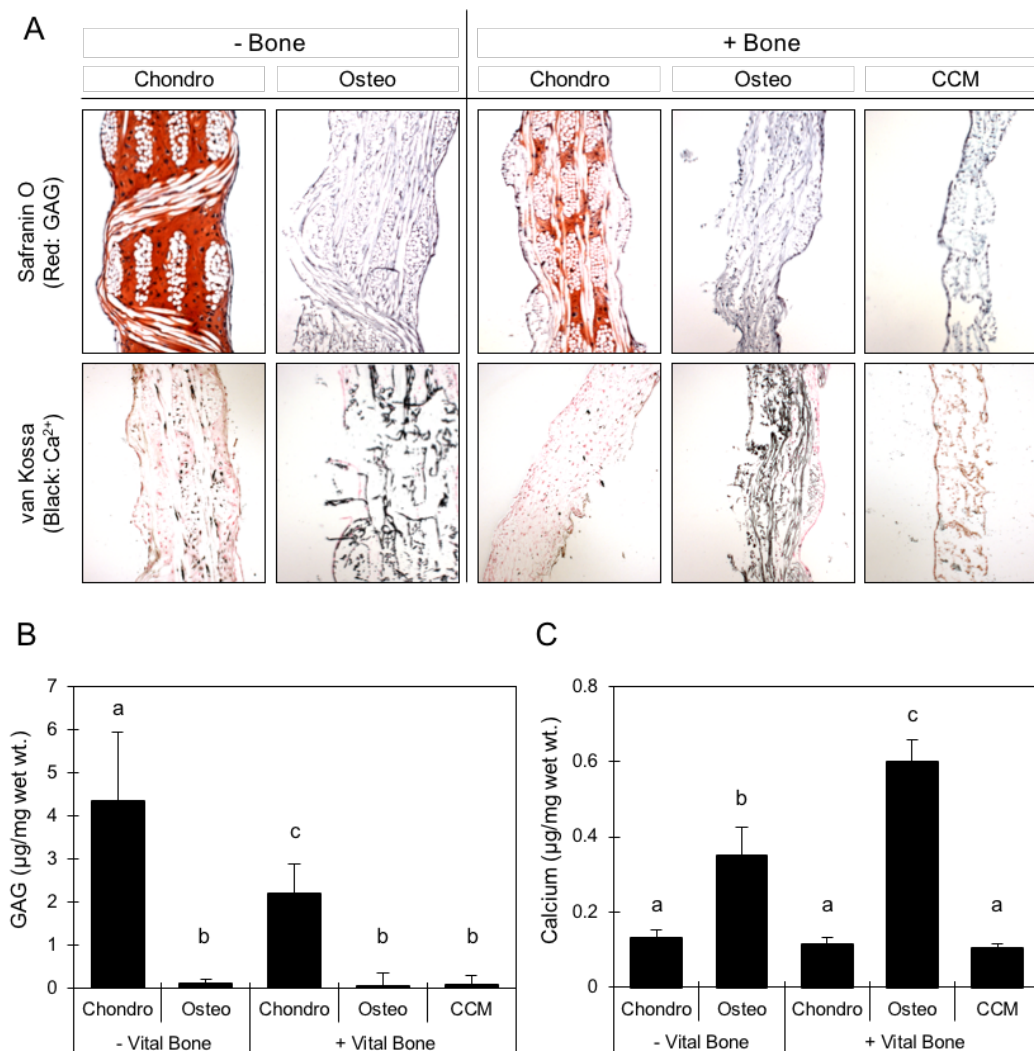 A
- Bone
+ Bone
Chondro
Osteo
Chondro
Osteo
CCM
Safranin O
(Red: GAG)
van Kossa
(Black: Ca²⁺)
B
GAG (µg/mg wet wt.)
7
6
5
4
3
2
1
0
a
b
c
b
b
Chondro
Osteo
Chondro
Osteo
CCM
- Vital Bone
+ Vital Bone
C
Calcium (µg/mg wet wt.)
0.8
0.6
0.4
0.2
0
a
b
a
c
a
Chondro
Osteo
Chondro
Osteo
CCM
- Vital Bone
+ Vital Bone